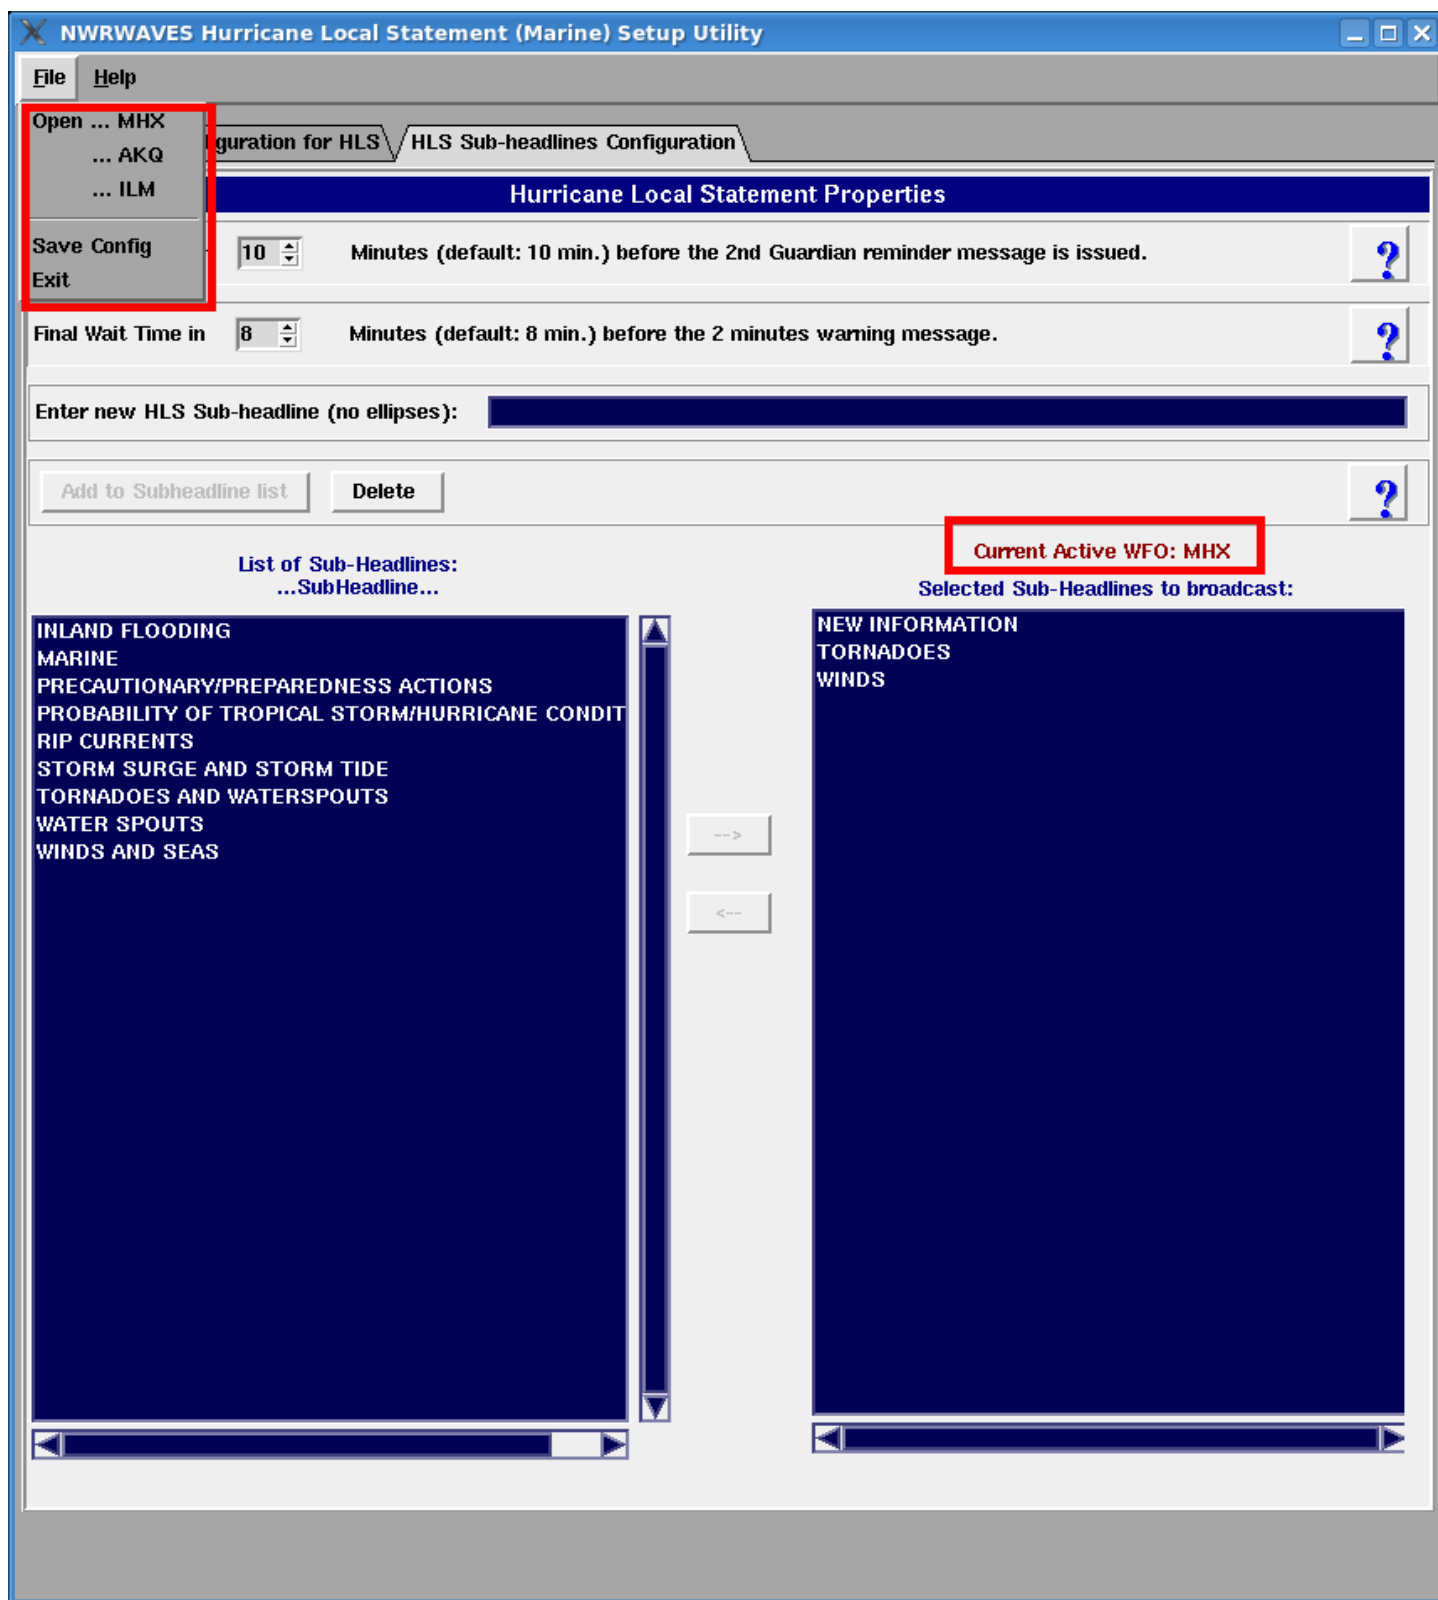 NWRWAVES Hurricane Local Statement (Marine) Setup Utility
File Help
Open ... MHX
... AKQ
... ILM
Save Config
Exit
guration for HLS HLS Sub-headlines Configuration
Hurricane Local Statement Properties
10 Minutes (default: 10 min.) before the 2nd Guardian reminder message is issued. ?
Final Wait Time in 8 Minutes (default: 8 min.) before the 2 minutes warning message. ?
Enter new HLS Sub-headline (no ellipses):
Add to Subheadline list Delete ?
Current Active WFO: MHX
List of Sub-Headlines:
...SubHeadline...
Selected Sub-Headlines to broadcast:
INLAND FLOODING
MARINE
PRECAUTIONARY/PREPAREDNESS ACTIONS
PROBABILITY OF TROPICAL STORM/HURRICANE CONDIT
RIP CURRENTS
STORM SURGE AND STORM TIDE
TORNADOES AND WATERSPOUTS
WATER SPOUTS
WINDS AND SEAS
-->
<--
NEW INFORMATION
TORNADOES
WINDS